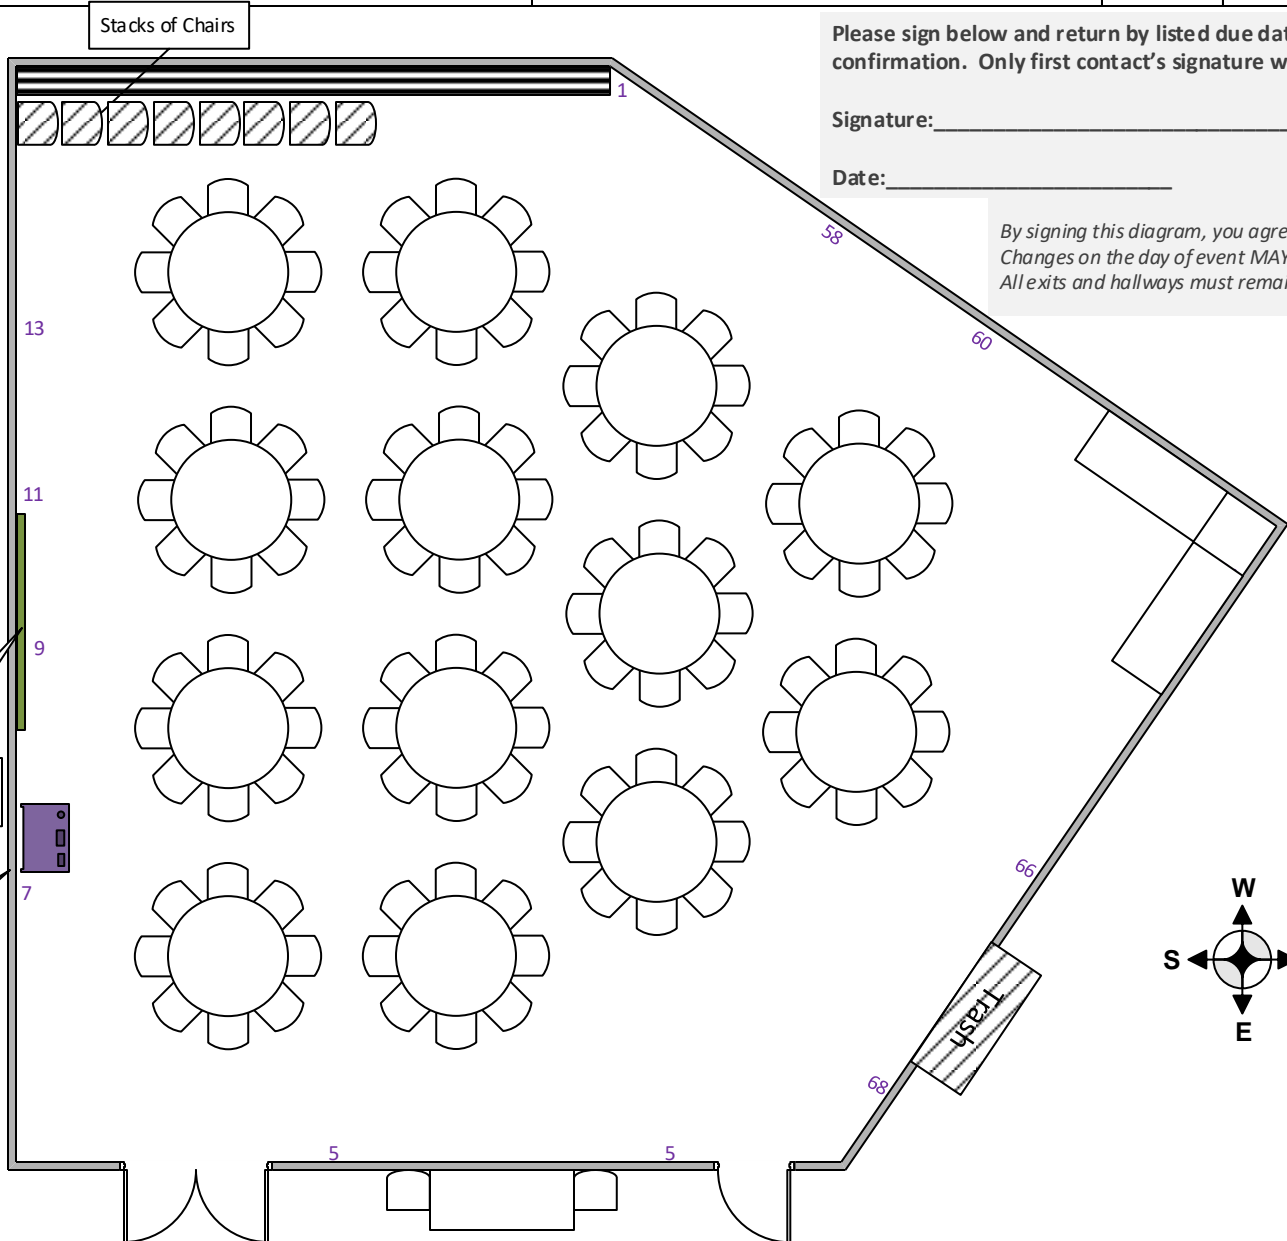 Stacks of Chairs
Please sign below and return by listed due dat
confirmation. Only first contact's signature w
Signature:______________________________
Date:________________________
By signing this diagram, you agre
Changes on the day of event MAY
All exits and hallways must remai
1
58
60
13
11
9
7
66
W
S
E
Trash
68
5
5